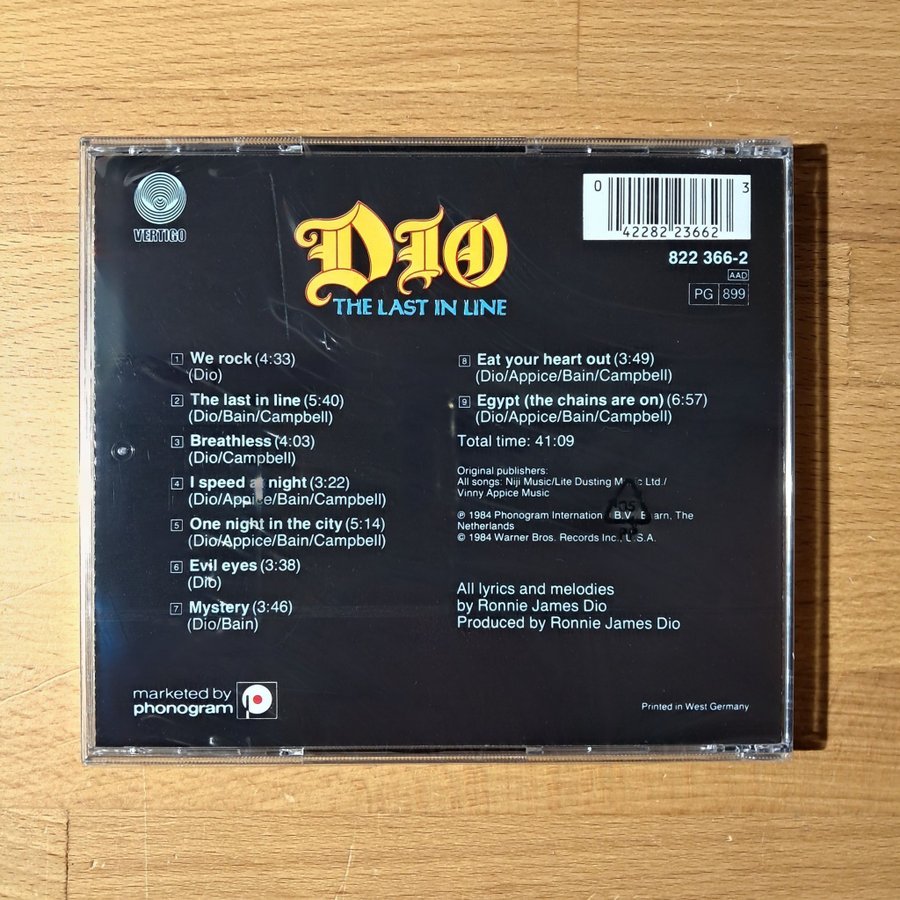 VERTIGO
DIO
THE LAST IN LINE
0 42282 23662 3
822 366-2
AAD
PG 899
1 We rock (4:33)
(Dio)
2 The last in line (5:40)
(Dio/Bain/Campbell)
3 Breathless (4:03)
(Dio/Campbell)
4 I speed at night (3:22)
(Dio/Appice/Bain/Campbell)
5 One night in the city (5:14)
(Dio/Appice/Bain/Campbell)
6 Evil eyes (3:38)
(Dio)
7 Mystery (3:46)
(Dio/Bain)
8 Eat your heart out (3:49)
(Dio/Appice/Bain/Campbell)
9 Egypt (the chains are on) (6:57)
(Dio/Appice/Bain/Campbell)
Total time: 41:09
Original publishers:
All songs: Niji Music/Lite Dusting Music Ltd./
Vinny Appice Music
℗ 1984 Phonogram International B.V., Baarn, The
Netherlands
© 1984 Warner Bros. Records Inc., U.S.A.
All lyrics and melodies
by Ronnie James Dio
Produced by Ronnie James Dio
marketed by
phonogram
Printed in West Germany